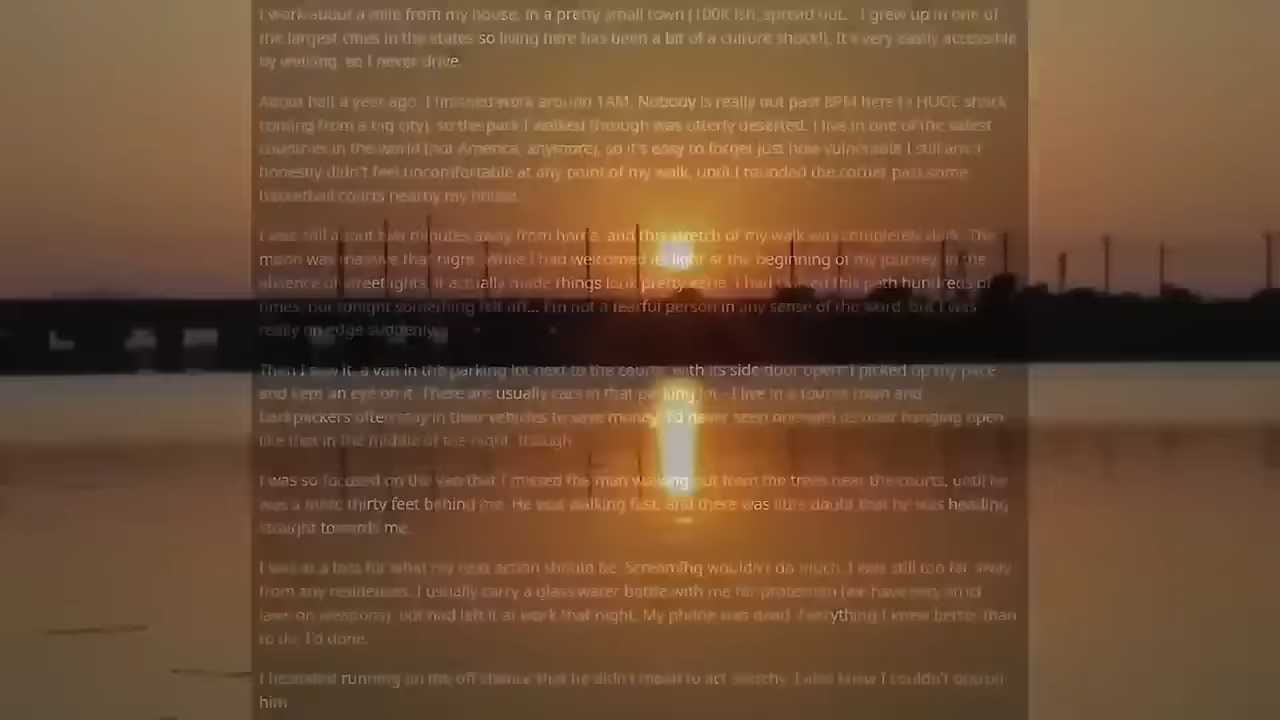 I work about a mile from my house, in a pretty small town (100K ish, spread out. I grew up in one of
the largest cities in the states so living here has been a bit of a culture shock!). It's very easily accessible
by walking, so I never drive.
About half a year ago, I finished work around 1AM. Nobody is really out past 8PM here (a HUGE shock
coming from a big city), so the park I walked through was utterly deserted. I live in one of the safest
countries in the world (not America, anymore), so it's easy to forget just how vulnerable I still am. I
honestly didn't feel uncomfortable at any point of my walk, until I rounded the corner past some
basketball courts nearby my house.
I was still about two minutes away from home, and this stretch of my walk was completely dark. The
moon was massive that night. While I had welcomed its light at the beginning of my journey, in the
absence of streetlights, it actually made things look pretty eerie. I had walked this path hundreds of
times, but tonight something felt off... I'm not a fearful person in any sense of the word, but I was
really on edge suddenly.
Then I saw it: a van in the parking lot next to the courts, with its side door open. I picked up my pace
and kept an eye on it. There are usually cars in that parking lot - I live in a tourist town and
backpackers often stay in their vehicles to save money. I'd never seen one with its door hanging open
like that in the middle of the night, though.
I was so focused on the van that I missed the man walking out from the trees near the courts, until he
was a mere thirty feet behind me. He was walking fast, and there was little doubt that he was heading
straight towards me.
I was at a loss for what my next action should be. Screaming wouldn't do much, I was still too far away
from any residences. I usually carry a glass water bottle with me for protection (we have very strict
laws on weapons), but had left it at work that night. My phone was dead. Everything I knew better than
to do, I'd done.
I hesitated running on the off chance that he didn't mean to act sketchy. I also knew I couldn't outrun
him